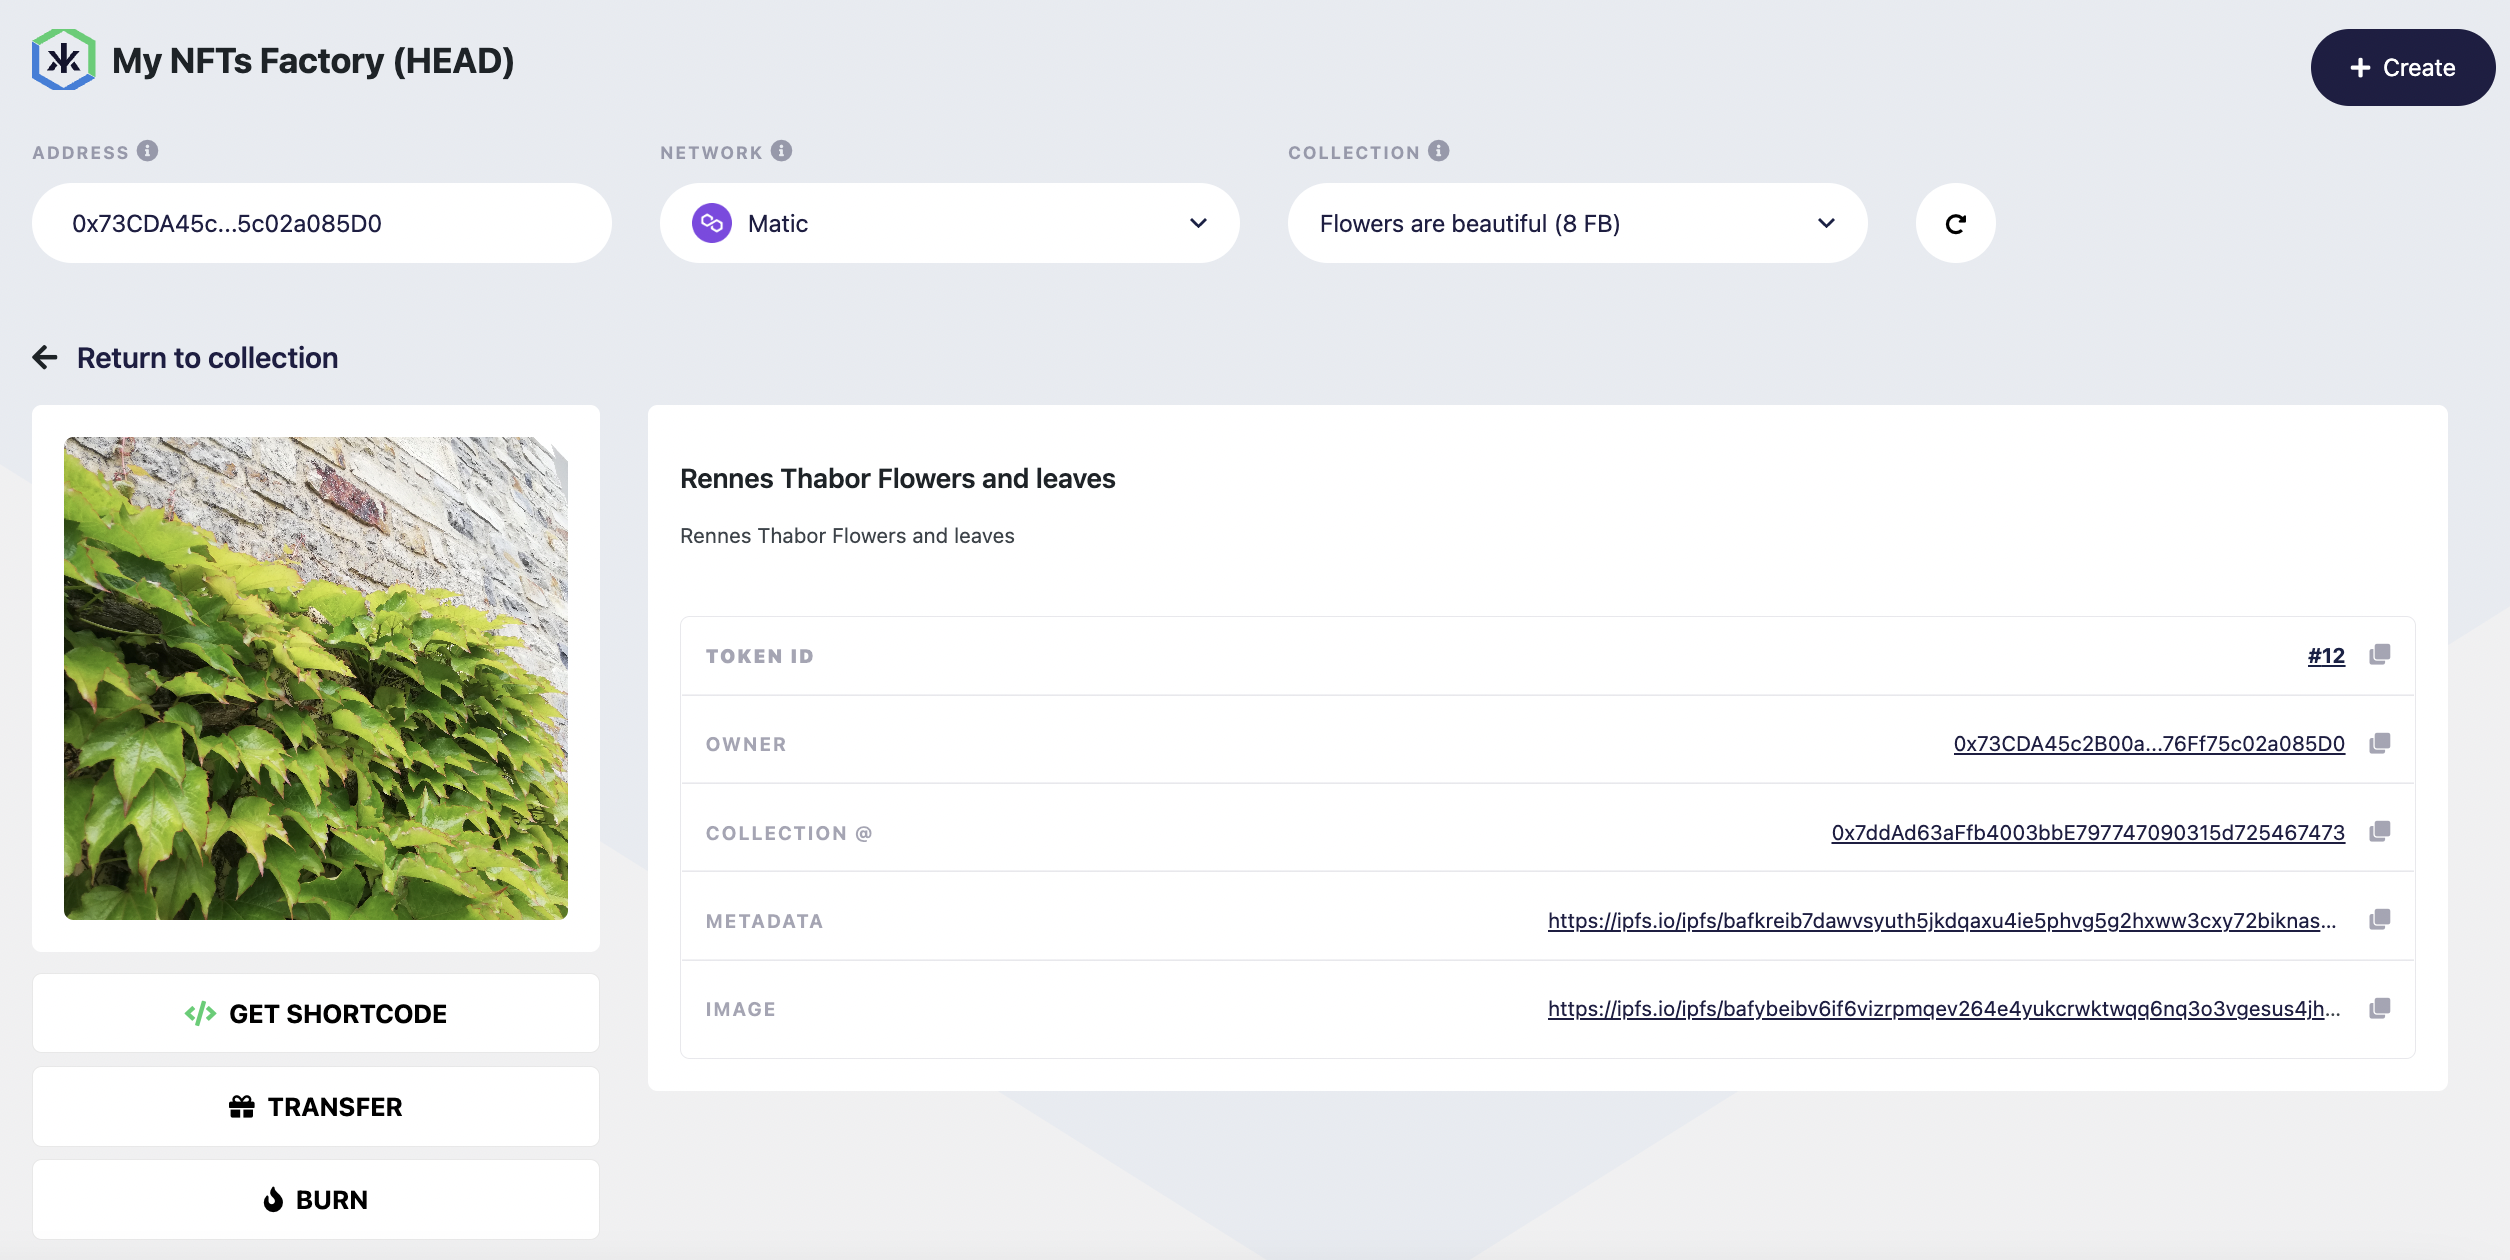 My NFTs Factory (HEAD)
+ Create
ADDRESS
NETWORK
COLLECTION
0x73CDA45c...5c02a085D0
Matic
Flowers are beautiful (8 FB)
Return to collection
Rennes Thabor Flowers and leaves
Rennes Thabor Flowers and leaves
TOKEN ID
#12
OWNER
0x73CDA45c2B00a...76Ff75c02a085D0
COLLECTION @
0x7ddAd63aFfb4003bbE797747090315d725467473
METADATA
https://ipfs.io/ipfs/bafkreib7dawvsyuth5jkdqaxu4ie5phvg5g2hxww3cxy72biknas...
IMAGE
https://ipfs.io/ipfs/bafybeibv6if6vizrpmqev264e4yukcrwktwqq6nq3o3vgesus4jh...
</> GET SHORTCODE
TRANSFER
BURN